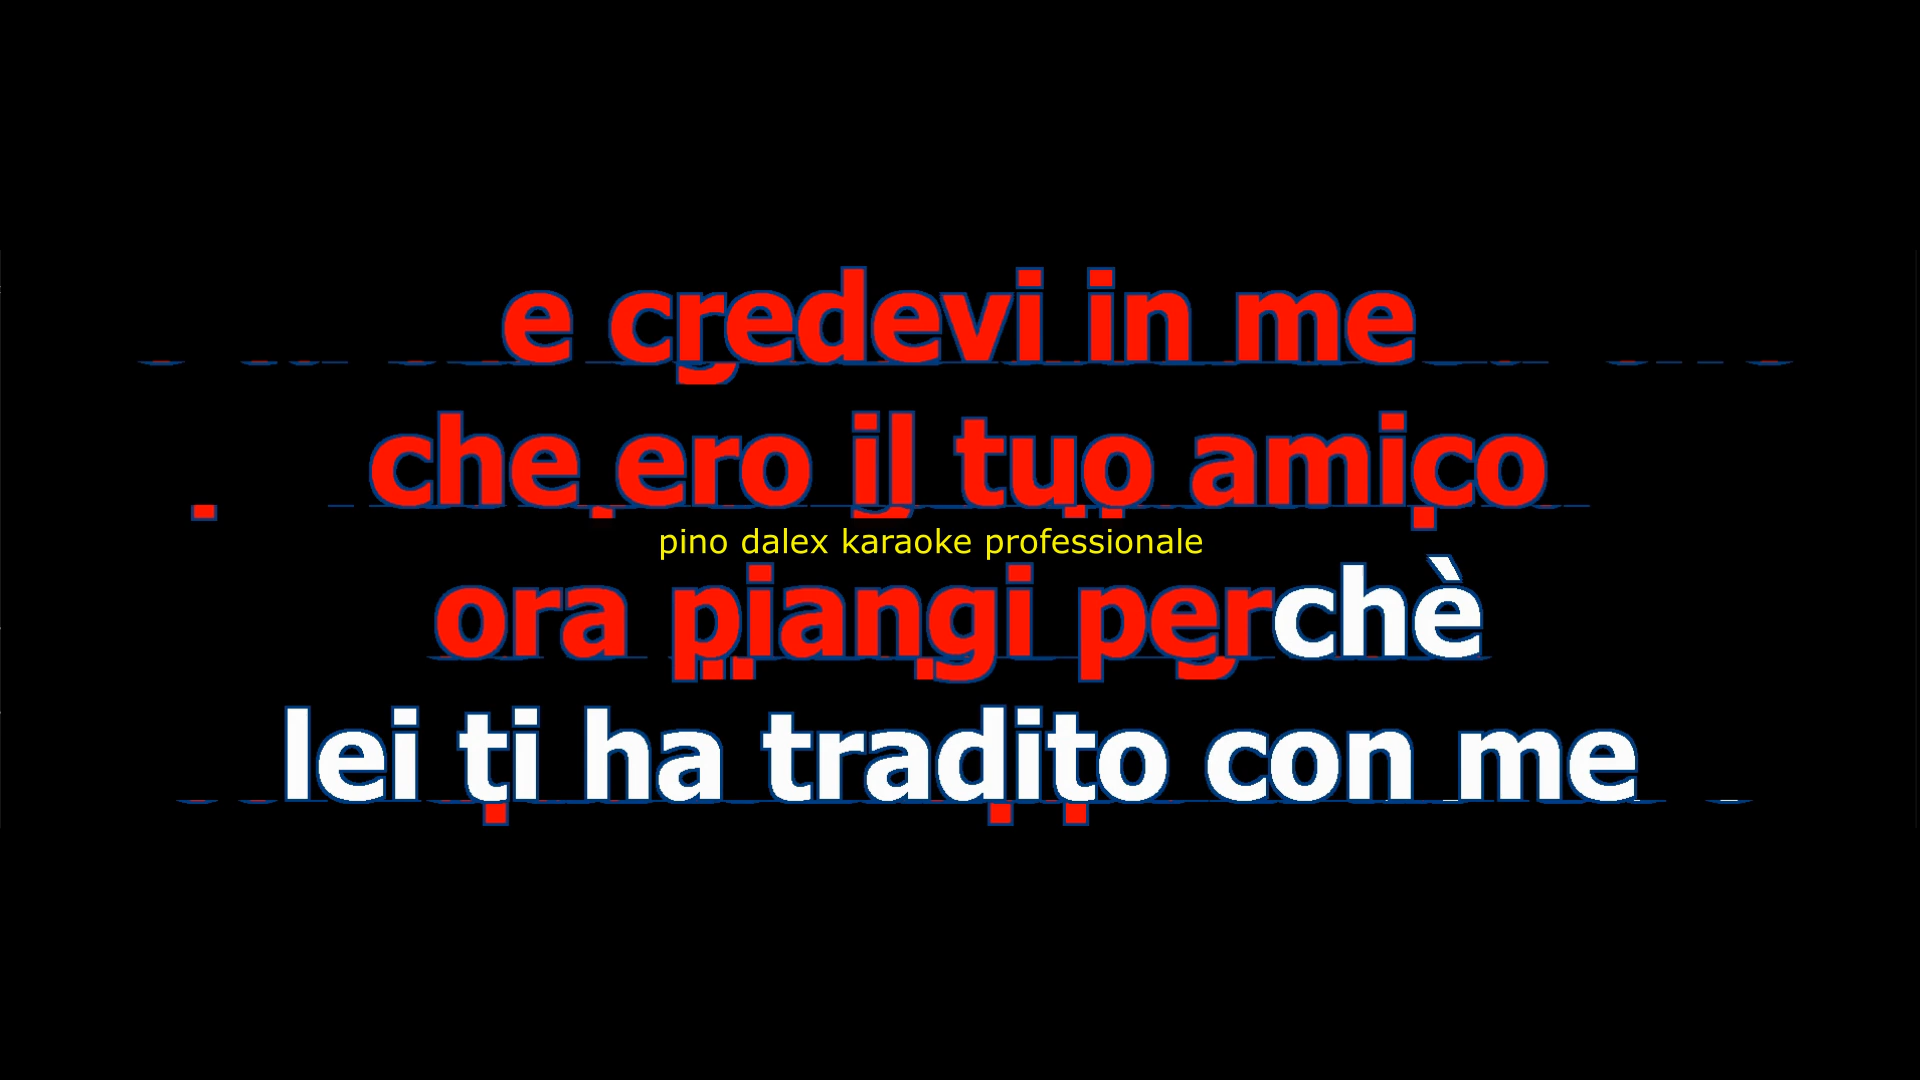 e credevi in me
che ero il tuo amico
pino dalex karaoke professionale
ora piangi perchè
lei ti ha tradito con me